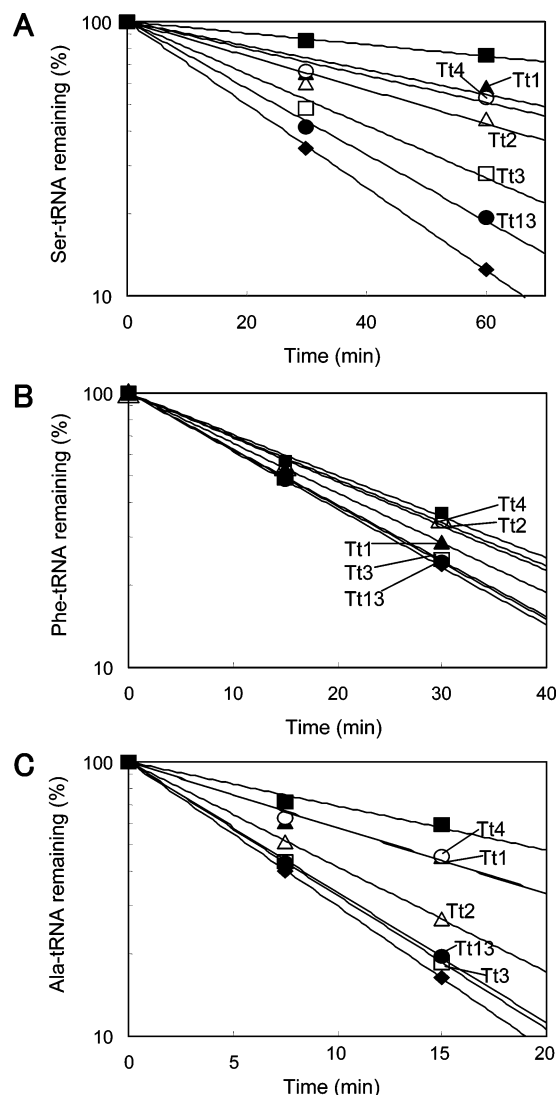 A
Ser-tRNA remaining (%)
100
10
Tt4
Tt1
Tt2
Tt3
Tt13
0 20 40 60
Time (min)
B
Phe-tRNA remaining (%)
100
10
Tt4
Tt2
Tt1
Tt3
Tt13
0 10 20 30 40
Time (min)
C
Ala-tRNA remaining (%)
100
10
Tt4
Tt1
Tt2
Tt13
Tt3
0 5 10 15 20
Time (min)